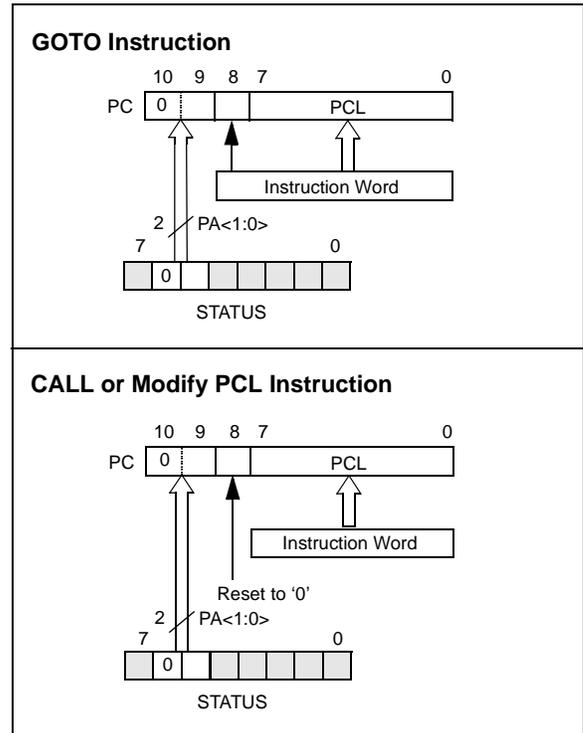 GOTO Instruction
10 9 8 7 0
PC 0 PCL
Instruction Word
2 PA<1:0>
7 0
0
STATUS
CALL or Modify PCL Instruction
10 9 8 7 0
PC 0 PCL
Instruction Word
Reset to ‘0’
2 PA<1:0>
7 0
0
STATUS